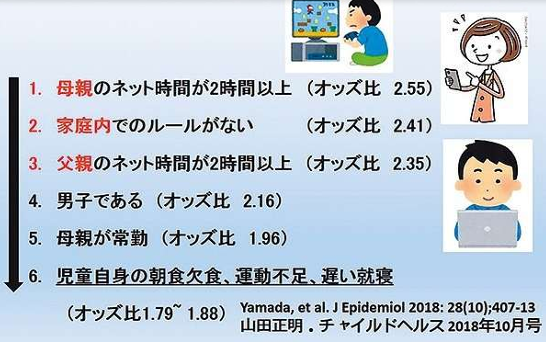 1. 母親のネット時間が2時間以上 （オッズ比 2.55）
2. 家庭内でのルールがない （オッズ比 2.41）
3. 父親のネット時間が2時間以上 （オッズ比 2.35）
4. 男子である （オッズ比 2.16）
5. 母親が常勤 （オッズ比 1.96）
6. 児童自身の朝食欠食、運動不足、遅い就寝
（オッズ比1.79~ 1.88）
Yamada, et al. J Epidemiol 2018: 28(10);407-13
山田正明．チャイルドヘルス 2018年10月号